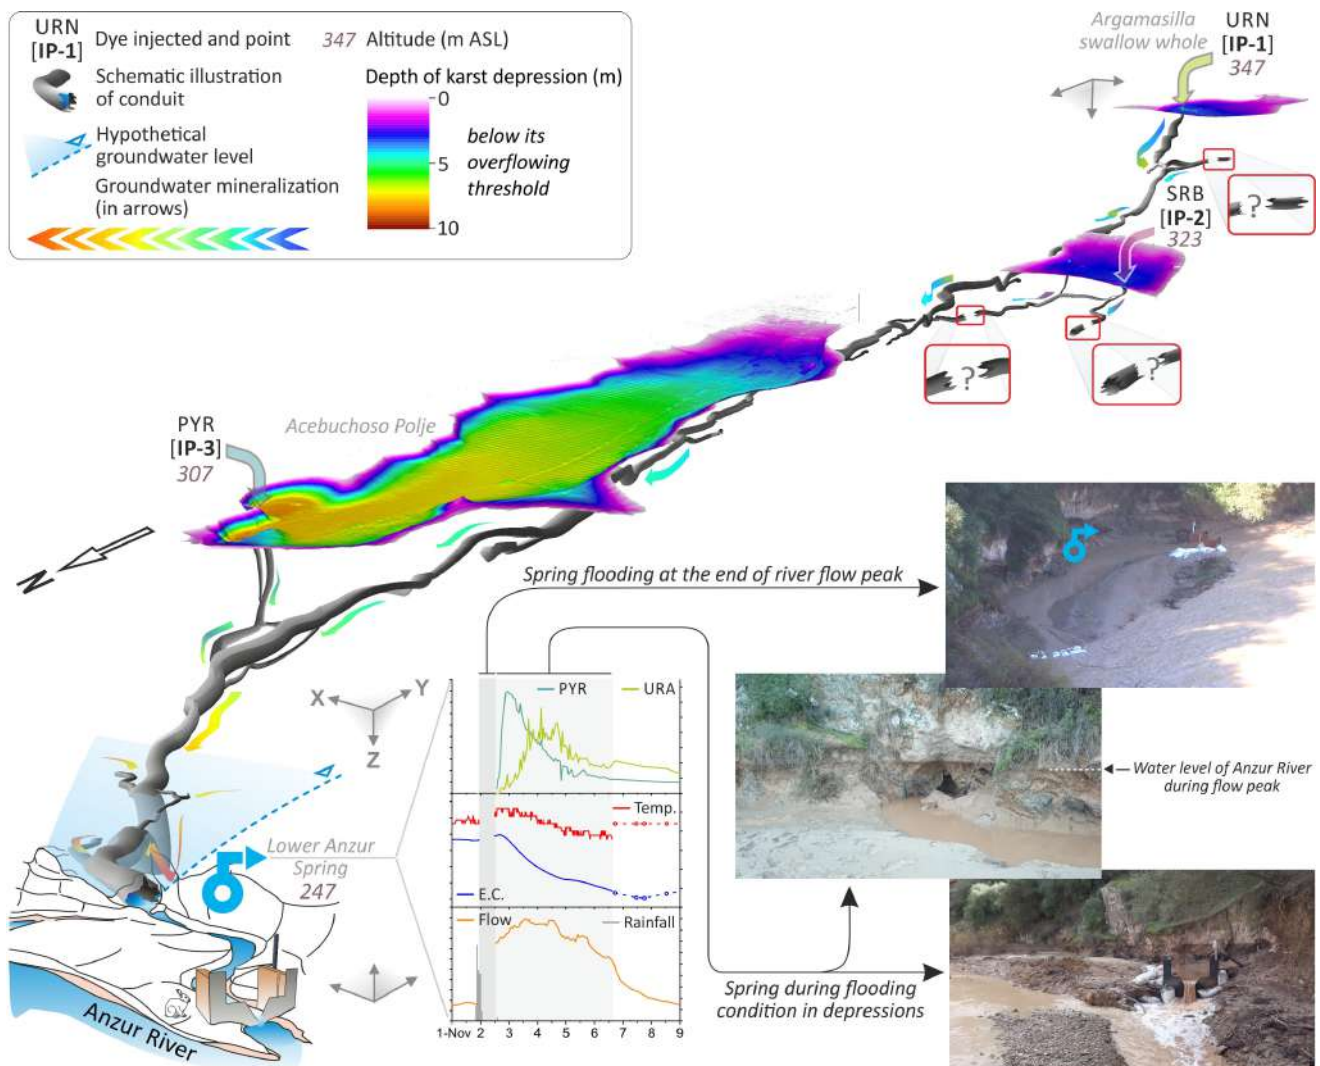 URN
[IP-1]
Dye injected and point
347 Altitude (m ASL)
Schematic illustration
of conduit
Hypothetical
groundwater level
Groundwater mineralization
(in arrows)
Depth of karst depression (m)
0
5
10
below its
overflowing
threshold
Argamasilla
swallow whole
URN
[IP-1]
347
?
SRB
[IP-2]
323
?
?
Acebuchoso Polje
PYR
[IP-3]
307
N
X
Y
Z
Spring flooding at the end of river flow peak
PYR
URA
Temp.
E.C.
Flow
Rainfall
1-Nov 2 3 4 5 6 7 8 9
Lower Anzur
Spring
247
Anzur River
Water level of Anzur River
during flow peak
Spring during flooding
condition in depressions